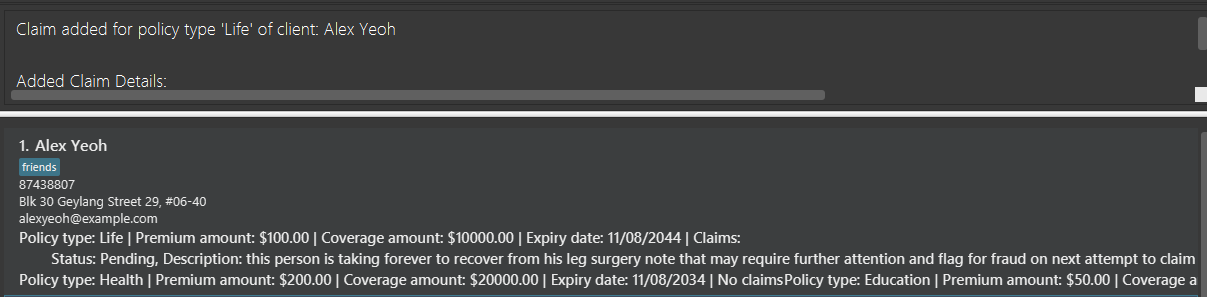 Claim added for policy type 'Life' of client: Alex Yeoh
Added Claim Details:
1. Alex Yeoh
friends
87438807
Blk 30 Geylang Street 29, #06-40
alexyeoh@example.com
Policy type: Life | Premium amount: $100.00 | Coverage amount: $10000.00 | Expiry date: 11/08/2044 | Claims:
Status: Pending, Description: this person is taking forever to recover from his leg surgery note that may require further attention and flag for fraud on next attempt to claim
Policy type: Health | Premium amount: $200.00 | Coverage amount: $20000.00 | Expiry date: 11/08/2034 | No claimsPolicy type: Education | Premium amount: $50.00 | Coverage a